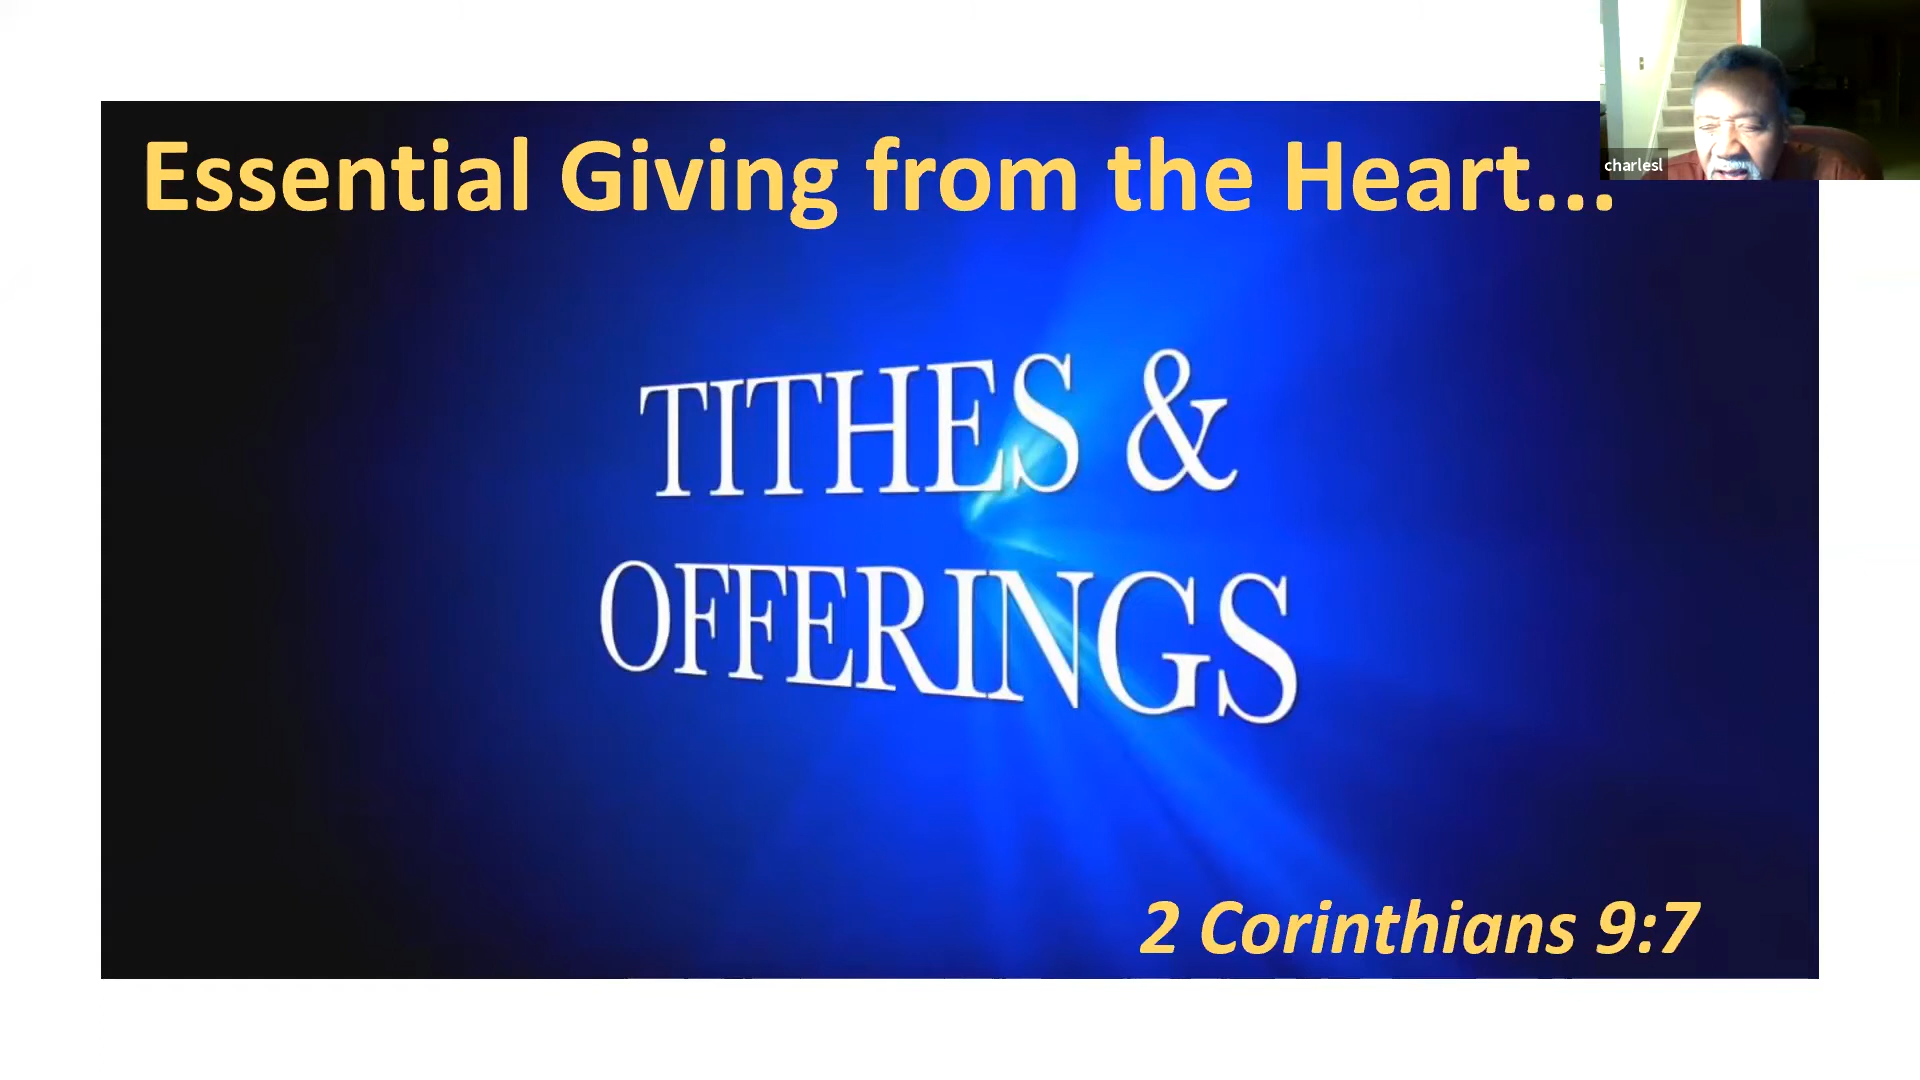 Essential Giving from the Heart...
charlesl
TITHES &
OFFERINGS
2 Corinthians 9:7